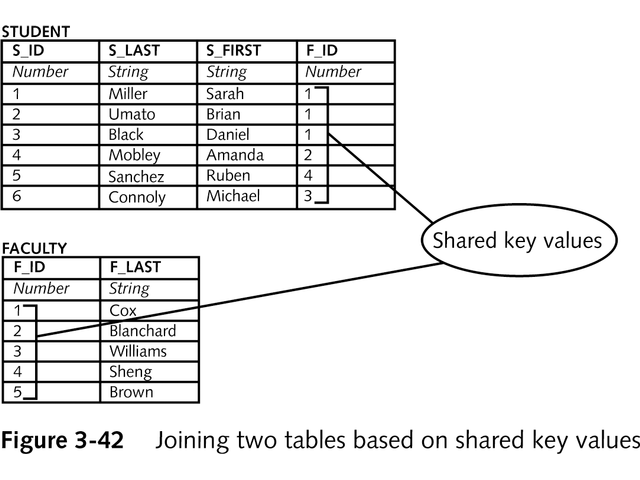 STUDENT
S_ID S_LAST S_FIRST F_ID
Number String String Number
1 Miller Sarah 1
2 Umato Brian 1
3 Black Daniel 1
4 Mobley Amanda 2
5 Sanchez Ruben 4
6 Connoly Michael 3
Shared key values
FACULTY
F_ID F_LAST
Number String
1 Cox
2 Blanchard
3 Williams
4 Sheng
5 Brown
Figure 3-42 Joining two tables based on shared key values